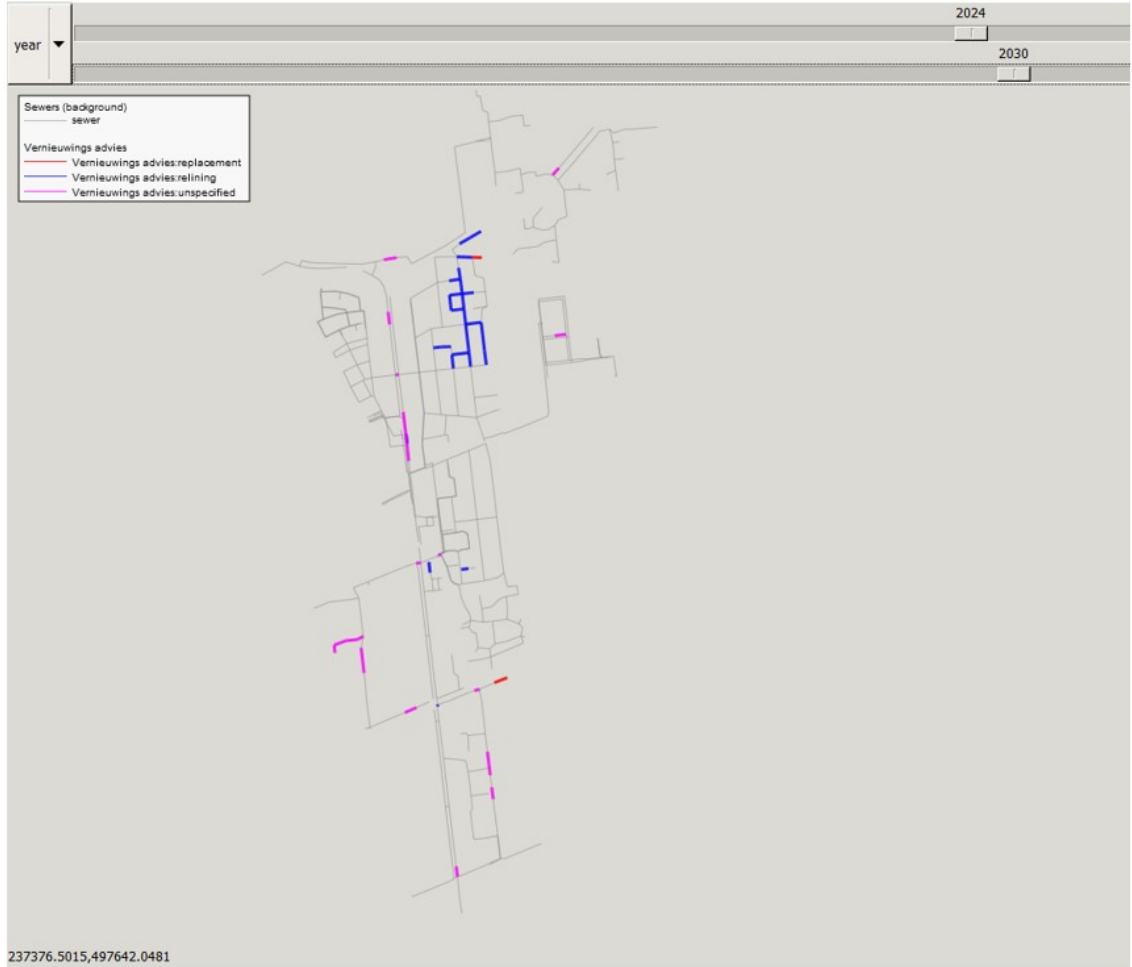 2024
year
2030
Sewers (background)
sewer
Vernieuwings advies
Vernieuwings advies:replacement
Vernieuwings advies:relining
Vernieuwings advies:unspecified
237376.5015,497642.0481